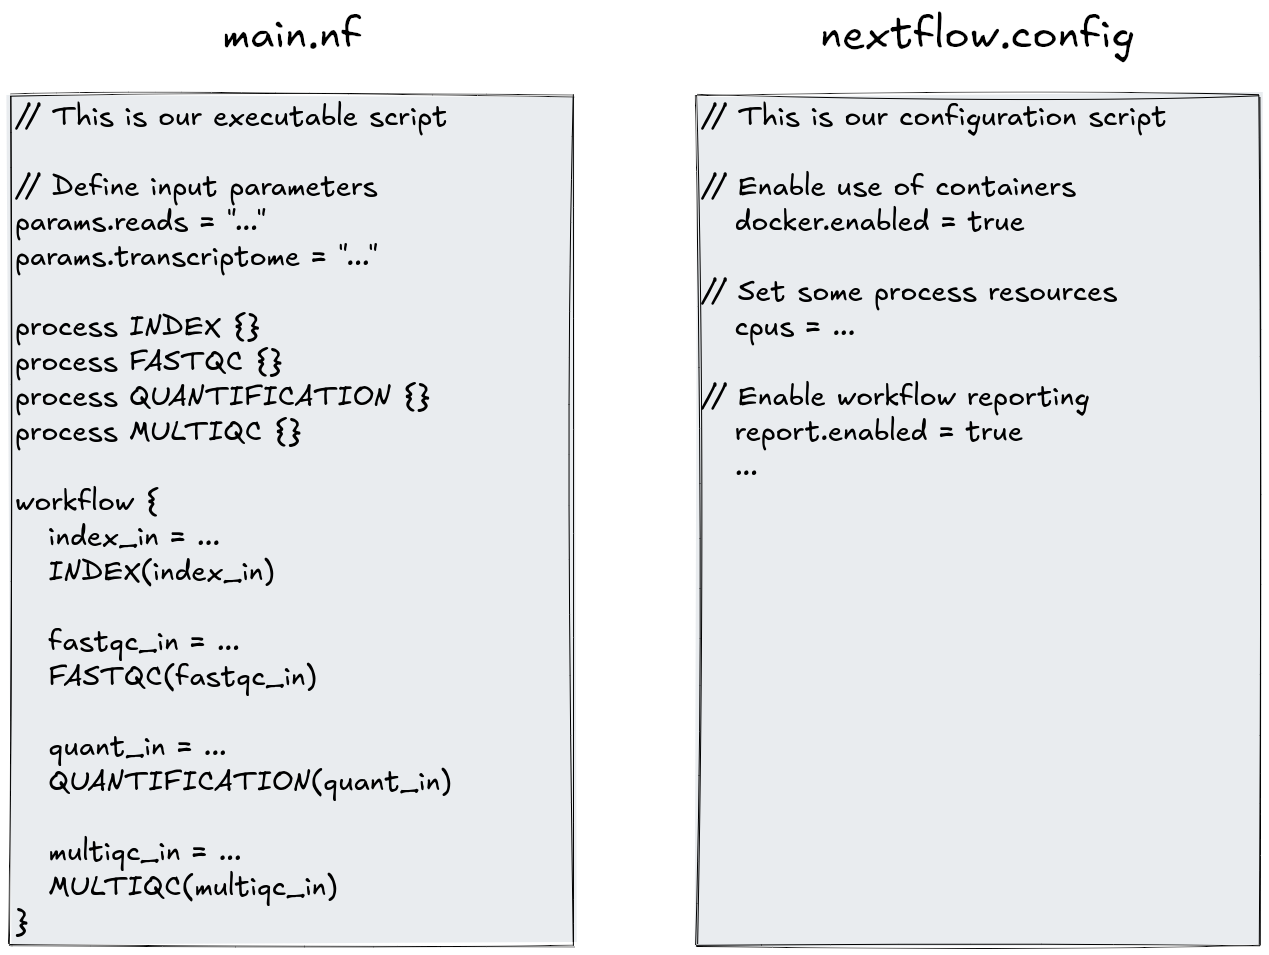 main.nf
// This is our executable script
// Define input parameters
params.reads = "..."
params.transcriptome = "..."
process INDEX {}
process FASTQC {}
process QUANTIFICATION {}
process MULTIQC {}
workflow {
index_in = ...
INDEX(index_in)
fastqc_in = ...
FASTQC(fastqc_in)
quant_in = ...
QUANTIFICATION(quant_in)
multiqc_in = ...
MULTIQC(multiqc_in)
}
nextflow.config
// This is our configuration script
// Enable use of containers
docker.enabled = true
// Set some process resources
cpus = ...
// Enable workflow reporting
report.enabled = true
...